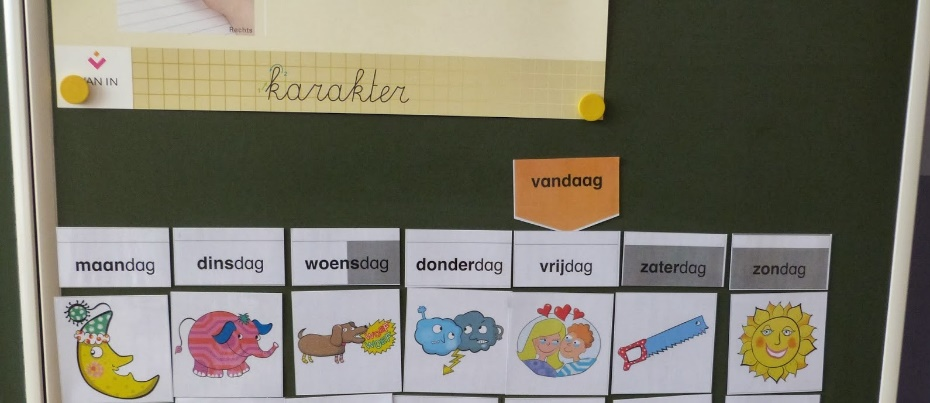 Rechts
VAN IN
karakter
vandaag
maandag dinsdag woensdag donderdag vrijdag zaterdag zondag